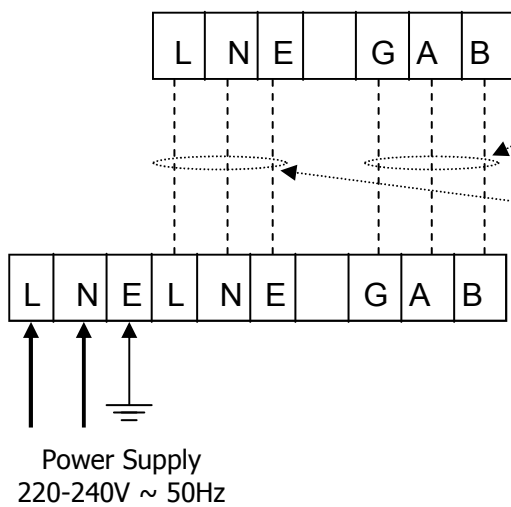 L N E G A B
L N E L N E G A B
Power Supply
220-240V ~ 50Hz